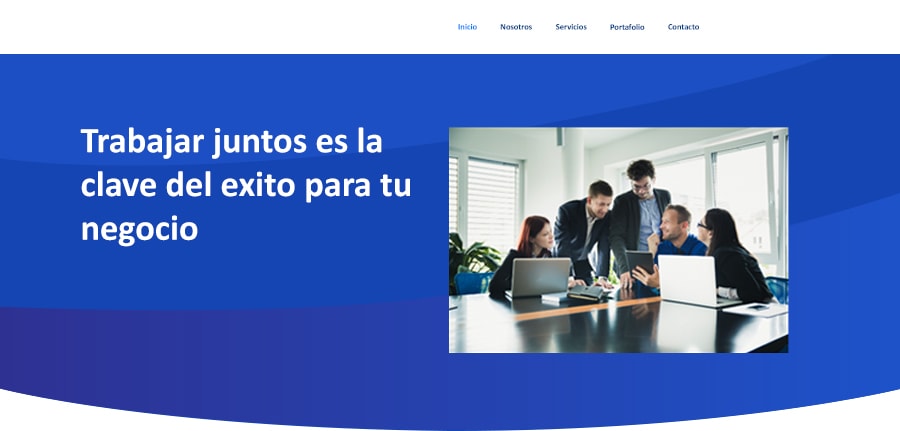 Inicio Nosotros Servicios Portafolio Contacto
Trabajar juntos es la
clave del exito para tu
negocio